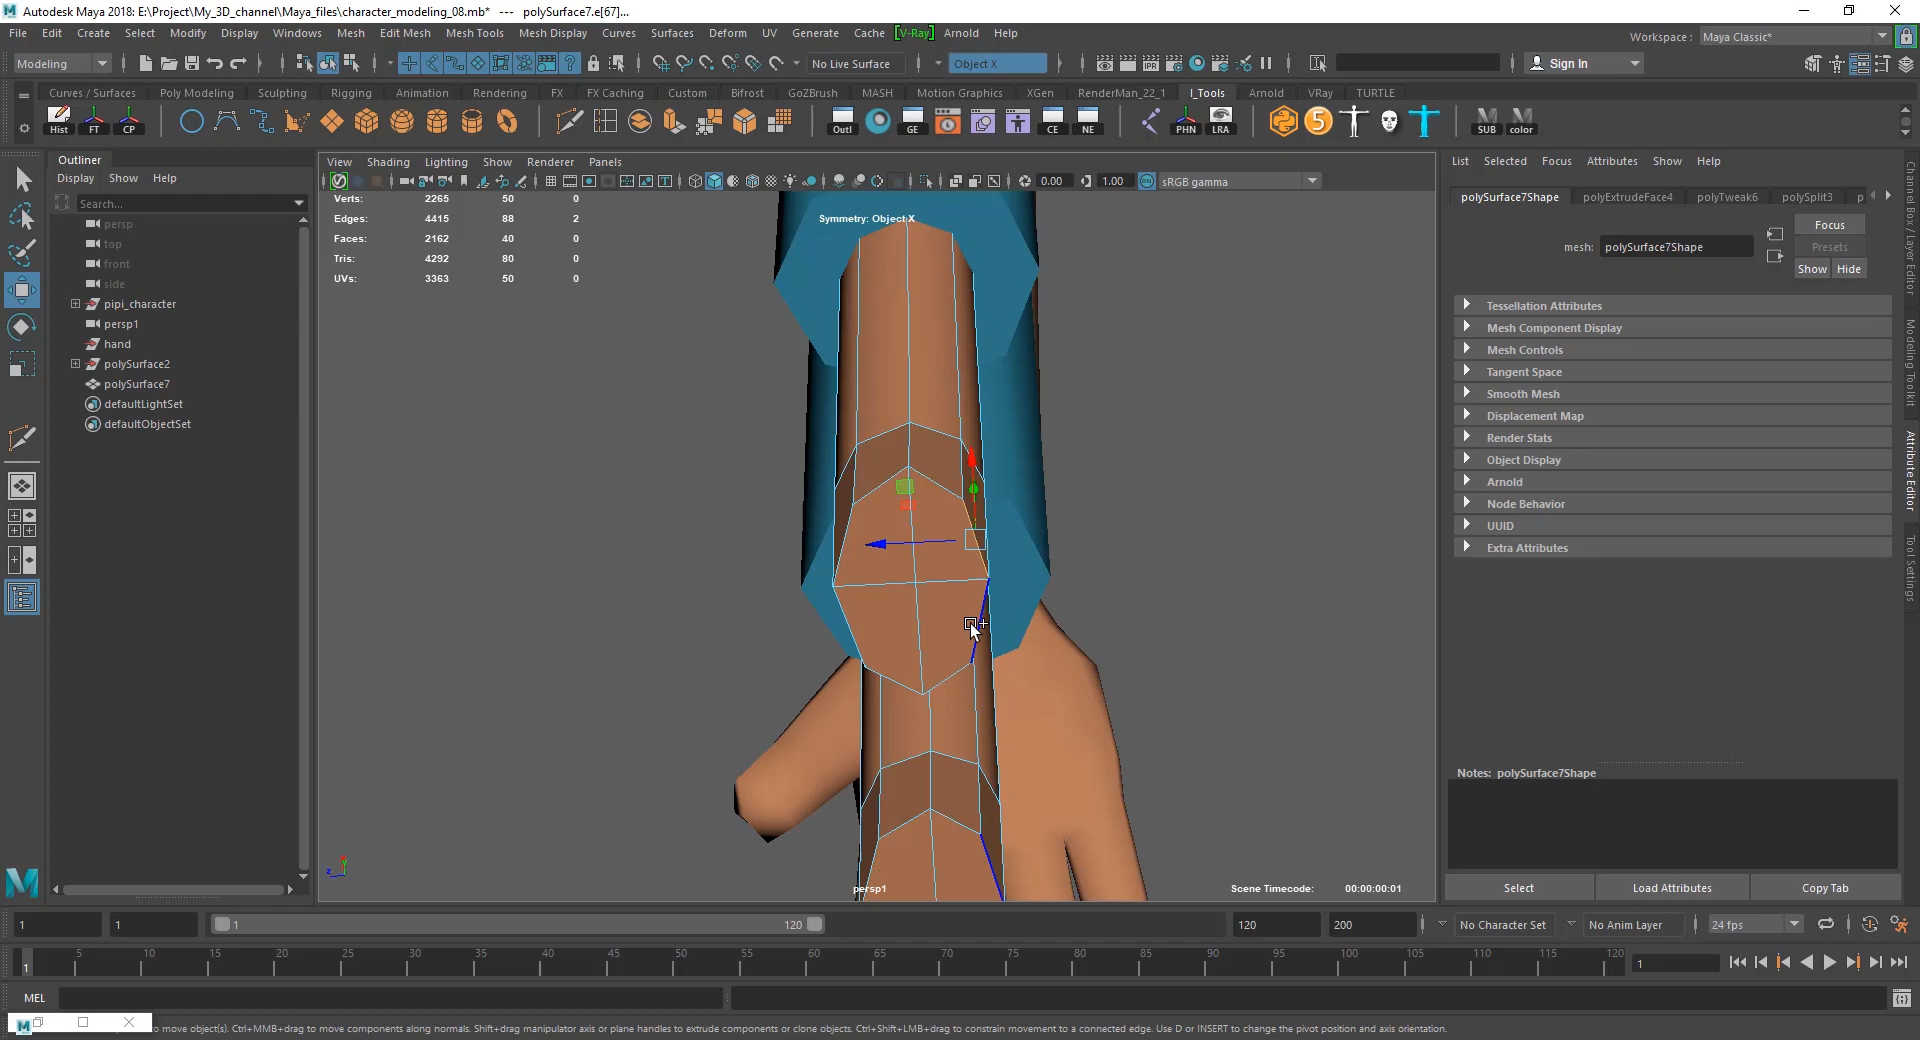 Autodesk Maya 2018: E:\Project\My_3D_channel\Maya_files\character_modeling_08.mb* --- polySurface7.e[67]...
File Edit Create Select Modify Display Windows Mesh Edit Mesh Mesh Tools Mesh Display Curves Surfaces Deform UV Generate Cache [V-Ray] Arnold Help
Workspace : Maya Classic*
Modeling No Live Surface Object X Sign In
Curves / Surfaces Poly Modeling Sculpting Rigging Animation Rendering FX FX Caching Custom Bifrost GoZBrush MASH Motion Graphics XGen RenderMan_22_1 I_Tools Arnold VRay TURTLE
Hist FT CP Outl GE CE NE PHN LRA 5 SUB color
Outliner
Display Show Help
Search...
persp
top
front
side
pipi_character
persp1
hand
polySurface2
polySurface7
defaultLightSet
defaultObjectSet
View Shading Lighting Show Renderer Panels
0.00 1.00 sRGB gamma
Verts: 2265 50 0
Edges: 4415 88 2
Faces: 2162 40 0
Tris: 4292 80 0
UVs: 3363 50 0
Symmetry: Object X
persp1
Scene Timecode: 00:00:00:01
List Selected Focus Attributes Show Help
polySurface7Shape polyExtrudeFace4 polyTweak6 polySplit3 p
mesh: polySurface7Shape
Focus
Presets
Show Hide
Tessellation Attributes
Mesh Component Display
Mesh Controls
Tangent Space
Smooth Mesh
Displacement Map
Render Stats
Object Display
Arnold
Node Behavior
UUID
Extra Attributes
Notes: polySurface7Shape
Select Load Attributes Copy Tab
Channel Box / Layer Editor
Modeling Toolkit
Attribute Editor
Tool Settings
1 1 1 120 120 200 No Character Set No Anim Layer 24 fps
1 5 10 15 20 25 30 35 40 45 50 55 60 65 70 75 80 85 90 95 100 105 110 115 120 1
MEL
to move object(s). Ctrl+MMB+drag to move components along normals. Shift+drag manipulator axis or plane handles to extrude components or clone objects. Ctrl+Shift+LMB+drag to constrain movement to a connected edge. Use D or INSERT to change the pivot position and axis orientation.